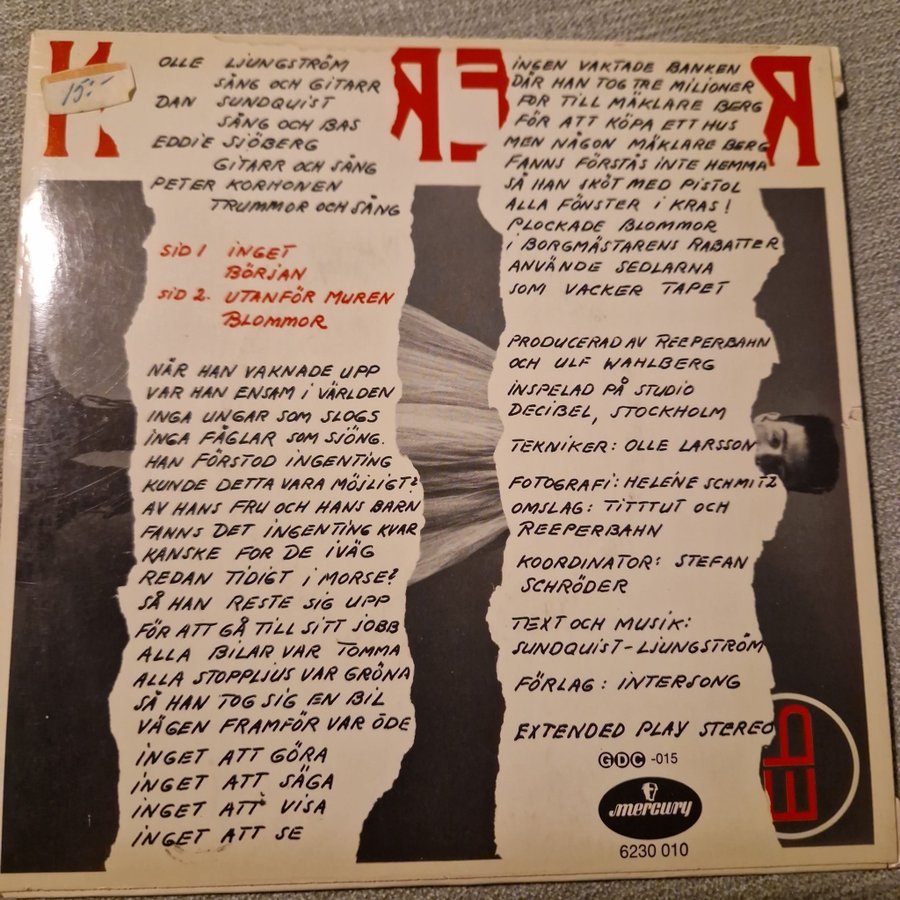 15:-
OLLE LJUNGSTRÖM
SÅNG OCH GITARR
DAN SUNDQUIST
SÅNG OCH BAS
EDDIE SJÖBERG
GITARR OCH SÅNG
PETER KORHONEN
TRUMMOR OCH SÅNG
SID 1 INGET
BÖRJAN
SID 2. UTANFÖR MUREN
BLOMMOR
NÄR HAN VAKNADE UPP
VAR HAN ENSAM I VÄRLDEN
INGA UNGAR SOM SLOGS
INGA FÅGLAR SOM SJÖNG.
HAN FÖRSTOD INGENTING
KUNDE DETTA VARA MÖJLIGT?
AV HANS FRU OCH HANS BARN
FANNS DET INGENTING KVAR
KANSKE FOR DE IVÄG
REDAN TIDIGT I MORSE?
SÅ HAN RESTE SIG UPP
FÖR ATT GÅ TILL SITT JOBB
ALLA BILAR VAR TOMMA
ALLA STOPPLJUS VAR GRÖNA
SÅ HAN TOG SIG EN BIL
VÄGEN FRAMFÖR VAR ÖDE
INGET ATT GÖRA
INGET ATT SÄGA
INGET ATT VISA
INGET ATT SE
INGEN VAKTADE BANKEN
DÄR HAN TOG TRE MILIONER
FOR TILL MÄKLARE BERG
FÖR ATT KÖPA ETT HUS
MEN NÅGON MÄKLARE BERG
FANNS FÖRSTÅS INTE HEMMA
SÅ HAN SKÖT MED PISTOL
ALLA FÖNSTER I KRAS!
PLOCKADE BLOMMOR
I BORGMÄSTARENS RABATTER
ANVÄNDE SEDLARNA
SOM VACKER TAPET
PRODUCERAD AV REEPERBAHN
OCH ULF WAHLBERG
INSPELAD PÅ STUDIO
DECIBEL, STOCKHOLM
TEKNIKER: OLLE LARSSON
FOTOGRAFI: HELÉNE SCHMITZ
OMSLAG: TITTTUT OCH
REEPERBAHN
KOORDINATOR: STEFAN
SCHRÖDER
TEXT OCH MUSIK:
SUNDQUIST-LJUNGSTRÖM
FÖRLAG: INTERSONG
EXTENDED PLAY STEREO
EP
GDC -015
mercury
6230 010